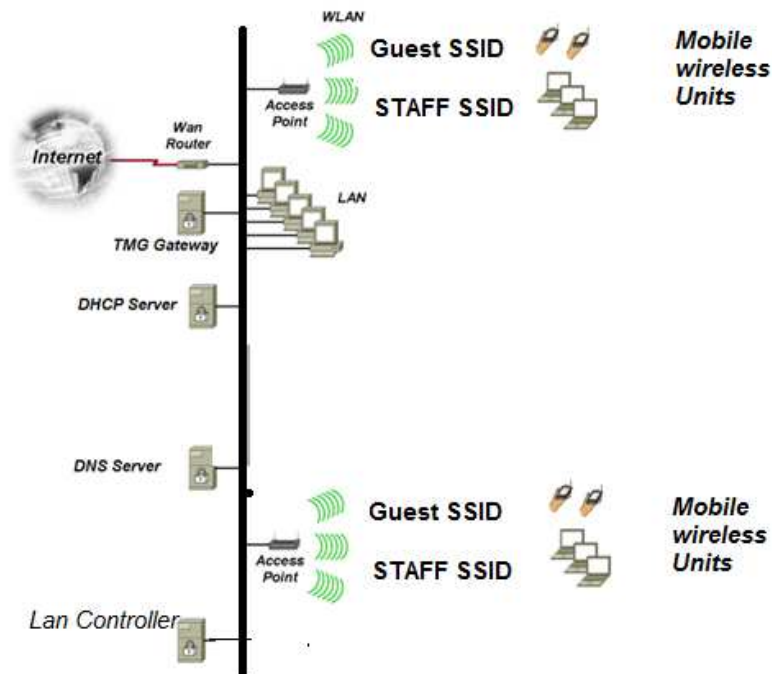 WLAN
Guest SSID
Mobile
wireless
Units
Access
Point
STAFF SSID
Wan
Router
Internet
LAN
TMG Gateway
DHCP Server
DNS Server
Guest SSID
Mobile
wireless
Units
Access
Point
STAFF SSID
Lan Controller